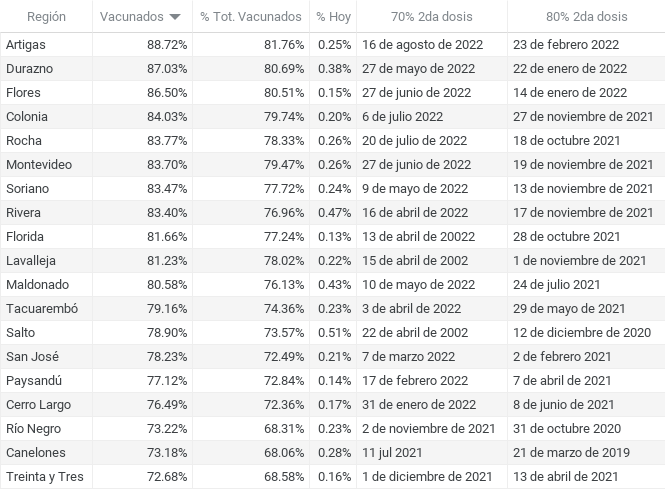 Región Vacunados % Tot. Vacunados % Hoy 70% 2da dosis 80% 2da dosis
Artigas 88.72% 81.76% 0.25% 16 de agosto de 2022 23 de febrero 2022
Durazno 87.03% 80.69% 0.38% 27 de mayo de 2022 22 de enero de 2022
Flores 86.50% 80.51% 0.15% 27 de junio de 2022 14 de enero de 2022
Colonia 84.03% 79.74% 0.20% 6 de julio 2022 27 de noviembre de 2021
Rocha 83.77% 78.33% 0.26% 20 de julio de 2022 18 de octubre 2021
Montevideo 83.70% 79.47% 0.26% 27 de junio de 2022 19 de noviembre de 2021
Soriano 83.47% 77.72% 0.24% 9 de mayo de 2022 13 de noviembre de 2021
Rivera 83.40% 76.96% 0.47% 16 de abril de 2022 17 de noviembre de 2021
Florida 81.66% 77.24% 0.13% 13 de abril de 20022 28 de octubre 2021
Lavalleja 81.23% 78.02% 0.22% 15 de abril de 2002 1 de noviembre de 2021
Maldonado 80.58% 76.13% 0.43% 10 de mayo de 2022 24 de julio 2021
Tacuarembó 79.16% 74.36% 0.23% 3 de abril de 2022 29 de mayo de 2021
Salto 78.90% 73.57% 0.51% 22 de abril de 2002 12 de diciembre de 2020
San José 78.23% 72.49% 0.21% 7 de marzo 2022 2 de febrero 2021
Paysandú 77.12% 72.84% 0.14% 17 de febrero 2022 7 de abril de 2021
Cerro Largo 76.49% 72.36% 0.17% 31 de enero de 2022 8 de junio de 2021
Río Negro 73.22% 68.31% 0.23% 2 de noviembre de 2021 31 de octubre 2020
Canelones 73.18% 68.06% 0.28% 11 jul 2021 21 de marzo de 2019
Treinta y Tres 72.68% 68.58% 0.16% 1 de diciembre de 2021 13 de abril de 2021